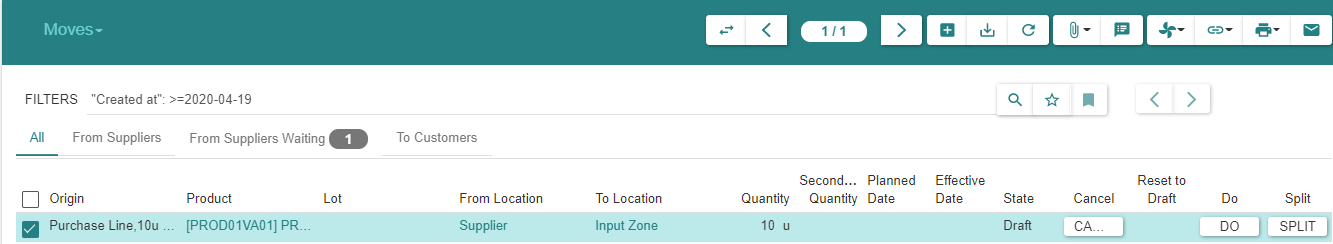 Moves
1 / 1
FILTERS "Created at": >=2020-04-19
All From Suppliers From Suppliers Waiting 1 To Customers
Origin Product Lot From Location To Location Quantity Second... Quantity Planned Date Effective Date State Cancel Reset to Draft Do Split
Purchase Line,10u ... [PROD01VA01] PR... Supplier Input Zone 10 u Draft CA... DO SPLIT